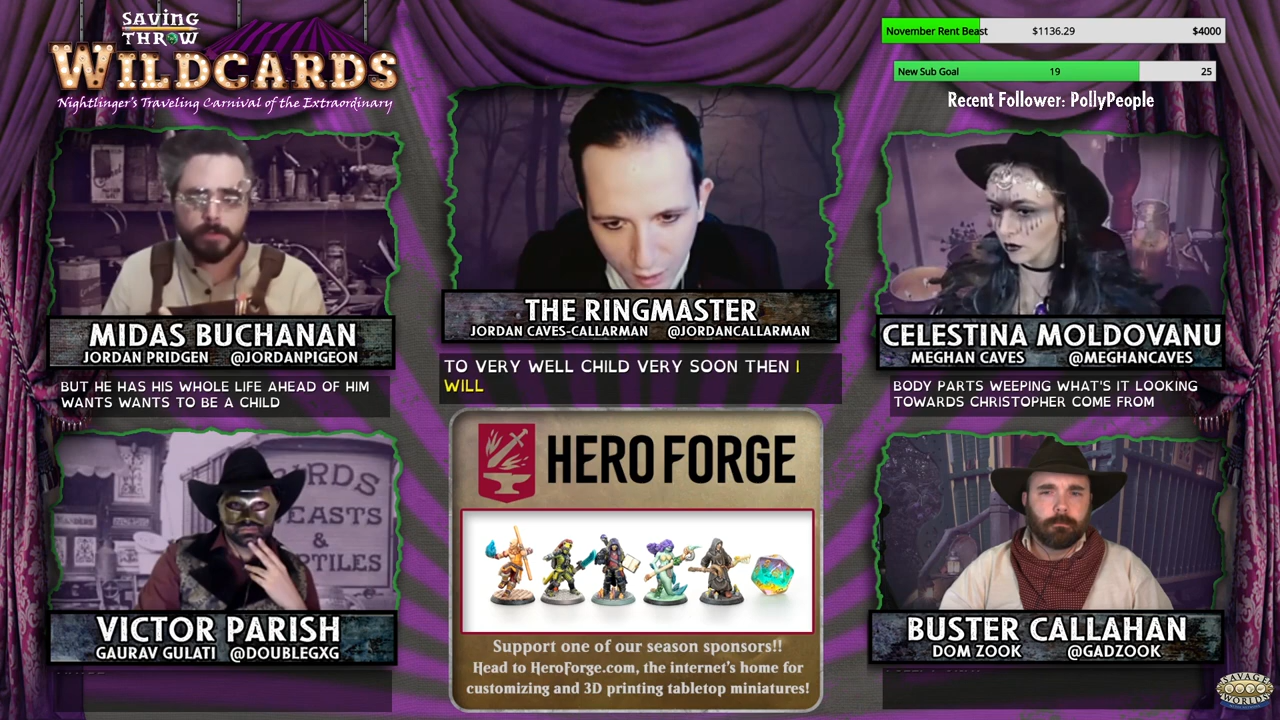 SAVING
THROW
WILDCARDS
Nightlinger's Traveling Carnival of the Extraordinary
November Rent Beast $1136.29 $4000
New Sub Goal 19 25
Recent Follower: PollyPeople
MIDAS BUCHANAN
JORDAN PRIDGEN @JORDANPIGEON
BUT HE HAS HIS WHOLE LIFE AHEAD OF HIM
WANTS WANTS TO BE A CHILD
THE RINGMASTER
JORDAN CAVES-CALLARMAN @JORDANCALLARMAN
TO VERY WELL CHILD VERY SOON THEN I
WILL
CELESTINA MOLDOVANU
MEGHAN CAVES @MEGHANCAVES
BODY PARTS WEEPING WHAT'S IT LOOKING
TOWARDS CHRISTOPHER COME FROM
BIRDS
BEASTS
&
REPTILES
VICTOR PARISH
GAURAV GULATI @DOUBLEGXG
HERO FORGE
Support one of our season sponsors!!
Head to HeroForge.com, the internet's home for
customizing and 3D printing tabletop miniatures!
BUSTER CALLAHAN
DOM ZOOK @GADZOOK
SAVAGE
WORLDS